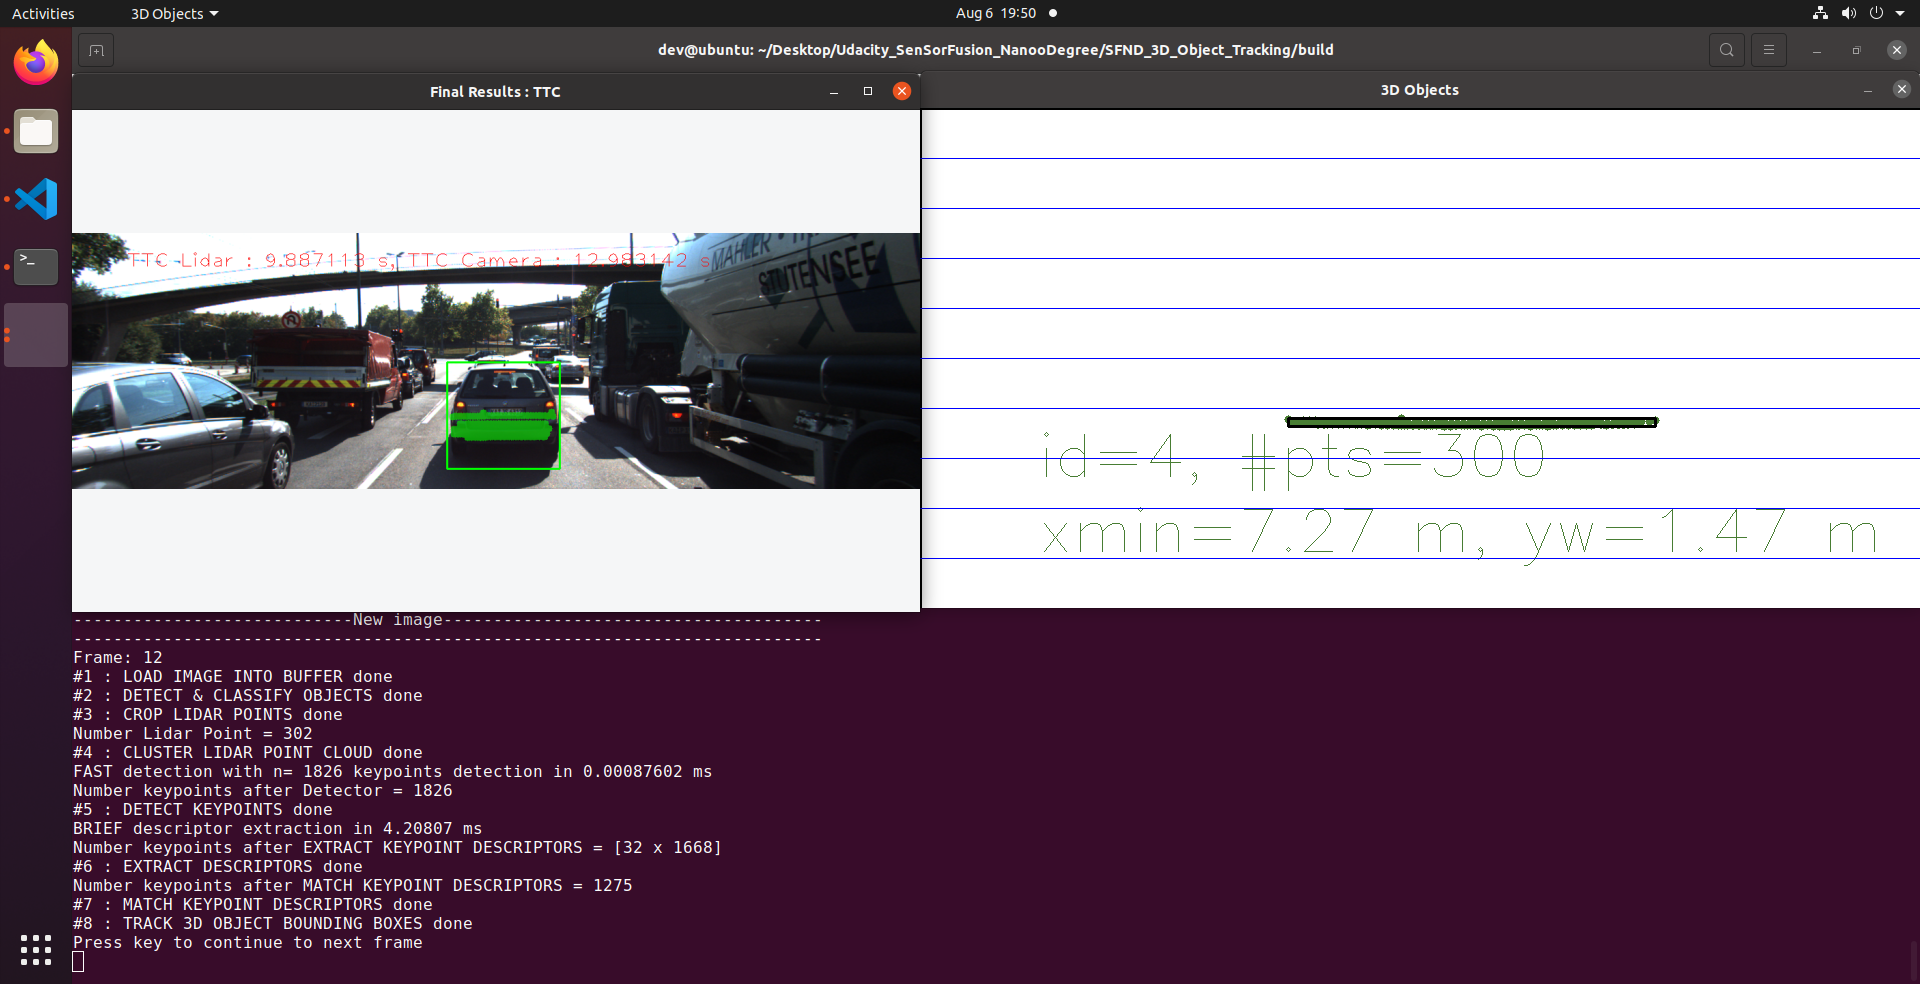 Activities
3D Objects
Aug 6 19:50
dev@ubuntu: ~/Desktop/Udacity_SenSorFusion_NanooDegree/SFND_3D_Object_Tracking/build
Final Results : TTC
3D Objects
TTC Lidar : 9.887113 s, TTC Camera : 12.983142 s
MAHLER
STUTENSEE
id=4, #pts=300
xmin=7.27 m, yw=1.47 m
----------------------------New image--------------------------------------
---------------------------------------------------------------------------
Frame: 12
#1 : LOAD IMAGE INTO BUFFER done
#2 : DETECT & CLASSIFY OBJECTS done
#3 : CROP LIDAR POINTS done
Number Lidar Point = 302
#4 : CLUSTER LIDAR POINT CLOUD done
FAST detection with n= 1826 keypoints detection in 0.00087602 ms
Number keypoints after Detector = 1826
#5 : DETECT KEYPOINTS done
BRIEF descriptor extraction in 4.20807 ms
Number keypoints after EXTRACT KEYPOINT DESCRIPTORS = [32 x 1668]
#6 : EXTRACT DESCRIPTORS done
Number keypoints after MATCH KEYPOINT DESCRIPTORS = 1275
#7 : MATCH KEYPOINT DESCRIPTORS done
#8 : TRACK 3D OBJECT BOUNDING BOXES done
Press key to continue to next frame